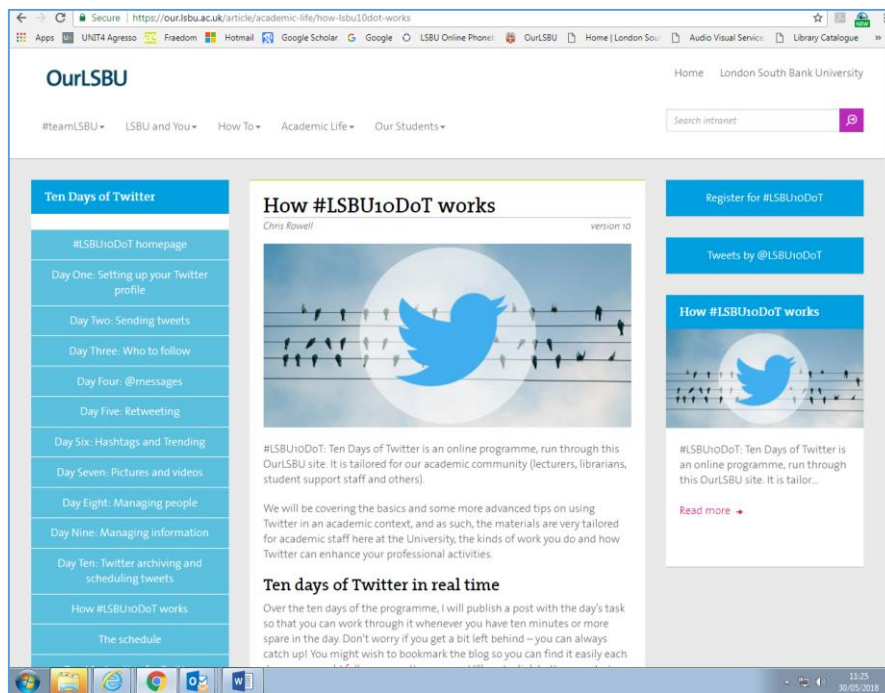 Secure | https://our.lsbu.ac.uk/article/academic-life/how-lsbu10dot-works
Apps UNIT4 Agresso Fraedom Hotmail Google Scholar Google LSBU Online Phone OurLSBU Home | London Sou Audio Visual Service Library Catalogue »
OurLSBU
Home London South Bank University
#teamLSBU LSBU and You How To Academic Life Our Students
Search intranet
Ten Days of Twitter
#LSBU10DoT homepage
Day One: Setting up your Twitter
profile
Day Two: Sending tweets
Day Three: Who to follow
Day Four: @messages
Day Five: Retweeting
Day Six: Hashtags and Trending
Day Seven: Pictures and videos
Day Eight: Managing people
Day Nine: Managing information
Day Ten: Twitter archiving and
scheduling tweets
How #LSBU10DoT works
The schedule
How #LSBU10DoT works
Chris Rowell version 10
#LSBU10DoT: Ten Days of Twitter is an online programme, run through this
OurLSBU site. It is tailored for our academic community (lecturers, librarians,
student support staff and others).
We will be covering the basics and some more advanced tips on using
Twitter in an academic context, and as such, the materials are very tailored
for academic staff here at the University, the kinds of work you do and how
Twitter can enhance your professional activities.
Ten days of Twitter in real time
Over the ten days of the programme, I will publish a post with the day's task
so that you can work through it whenever you have ten minutes or more
spare in the day. Don't worry if you get a bit left behind – you can always
catch up! You might wish to bookmark the blog so you can find it easily each
Register for #LSBU10DoT
Tweets by @LSBU10DoT
How #LSBU10DoT works
#LSBU10DoT: Ten Days of Twitter is
an online programme, run through
this OurLSBU site. It is tailor...
Read more
11:25
30/05/2018